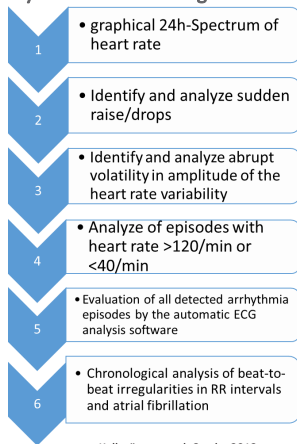 1
• graphical 24h-Spectrum of
heart rate
2
• Identify and analyze sudden
raise/drops
3
• Identify and analyze abrupt
volatility in amplitude of the
heart rate variability
4
• Analyze of episodes with
heart rate >120/min or
<40/min
5
• Evaluation of all detected arrhythmia
episodes by the automatic ECG
analysis software
6
• Chronological analysis of beat-to-
beat irregularities in RR intervals
and atrial fibrillation